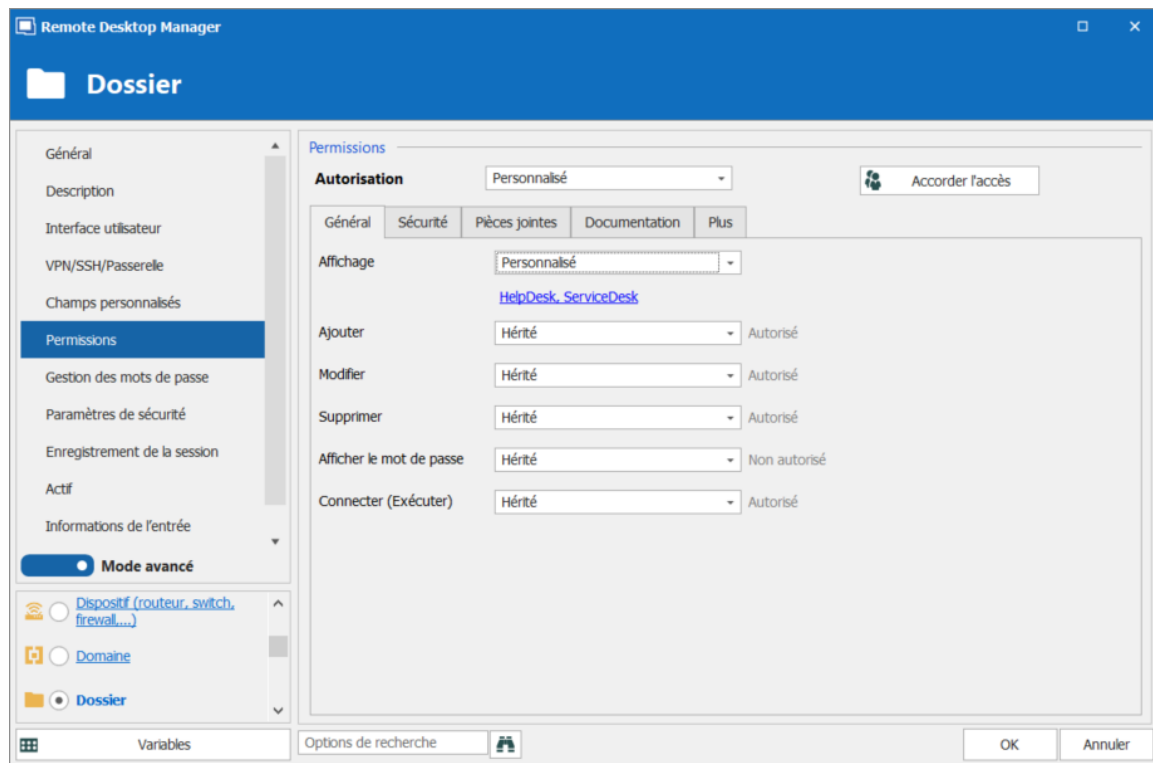 Remote Desktop Manager
Dossier
Général
Description
Interface utilisateur
VPN/SSH/Passerelle
Champs personnalisés
Permissions
Gestion des mots de passe
Paramètres de sécurité
Enregistrement de la session
Actif
Informations de l'entrée
Mode avancé
Dispositif (routeur, switch,
firewall,...)
Domaine
Dossier
Variables
Permissions
Autorisation Personnalisé Accorder l'accès
Général Sécurité Pièces jointes Documentation Plus
Affichage Personnalisé
HelpDesk, ServiceDesk
Ajouter Hérité Autorisé
Modifier Hérité Autorisé
Supprimer Hérité Autorisé
Afficher le mot de passe Hérité Non autorisé
Connecter (Exécuter) Hérité Autorisé
Options de recherche
OK Annuler